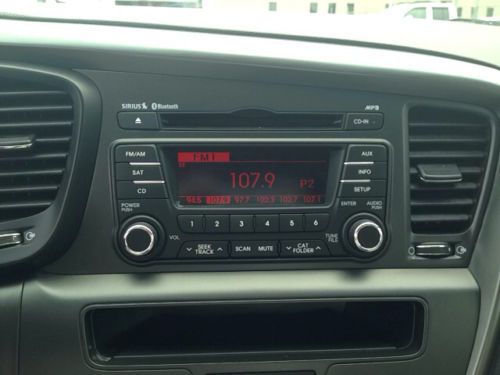 SIRIUS Bluetooth MP3
CD-IN
FM/AM FM1 AUX
SAT 107.9 P2 INFO
CD 94.5 107.9 97.7 100.9 100.7 107.1 SETUP
POWER PUSH 1 2 3 4 5 6 ENTER AUDIO PUSH
VOL SEEK TRACK SCAN MUTE CAT FOLDER TUNE FILE